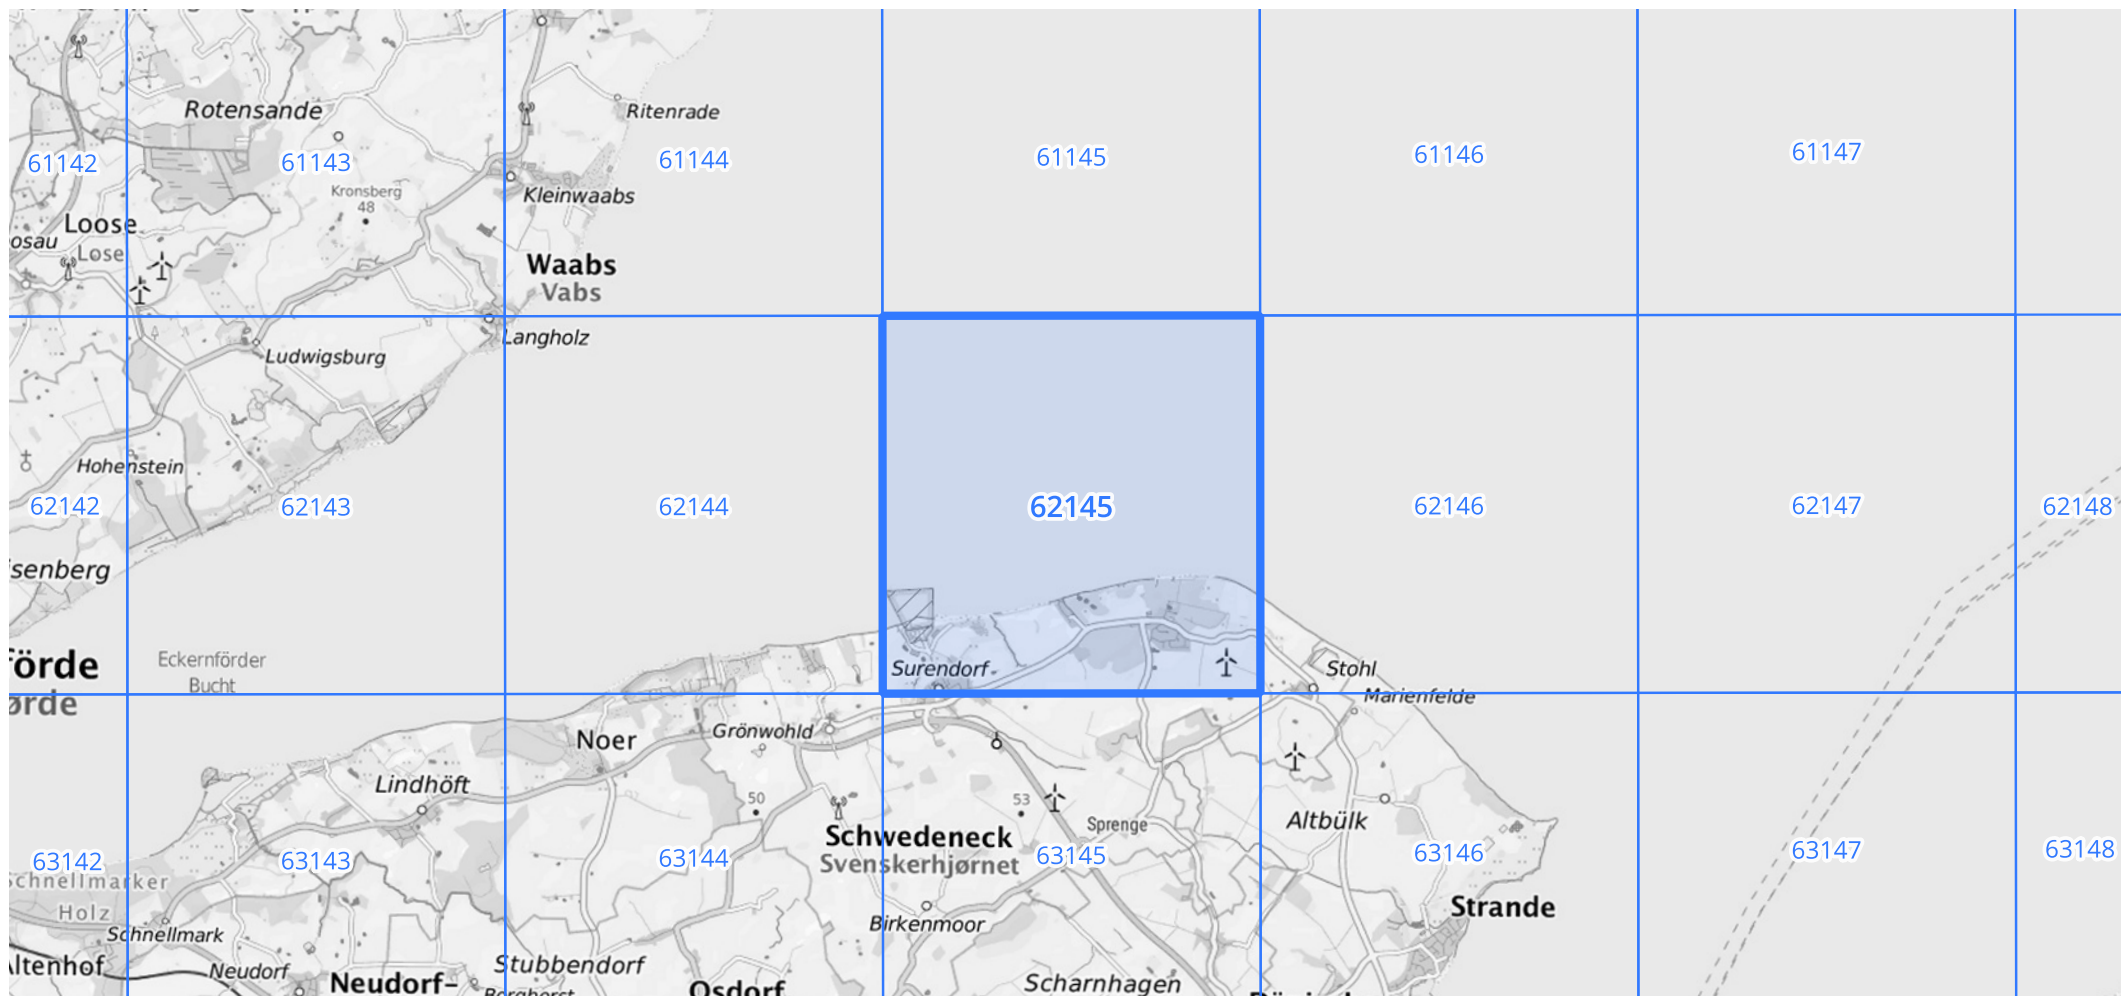 Rotensande
Ritenrade
61142
61143
61144
61145
61146
61147
Kronsberg
48
Kleinwaabs
Loose
osau
Lose
Waabs
Vabs
Langholz
Ludwigsburg
Hohenstein
62142
62143
62144
62145
62146
62147
62148
senberg
förde
ørde
Eckernförder
Bucht
Surendorf
Stohl
Marienfelde
Grönwohld
Noer
Lindhöft
50
53
Schwedeneck
Svenskerhjørnet
Sprenge
Altbülk
63142
63143
63144
63145
63146
63147
63148
Schnellmarker
Holz
Strande
Birkenmoor
Schnellmark
Altenhof
Neudorf
Neudorf-
Stubbendorf
Osdorf
Scharnhagen